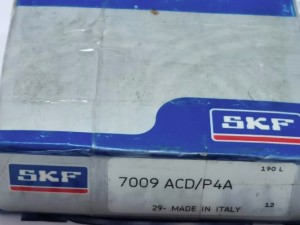 SKF
190 L
SKF
7009 ACD/P4A
29- MADE IN ITALY
12